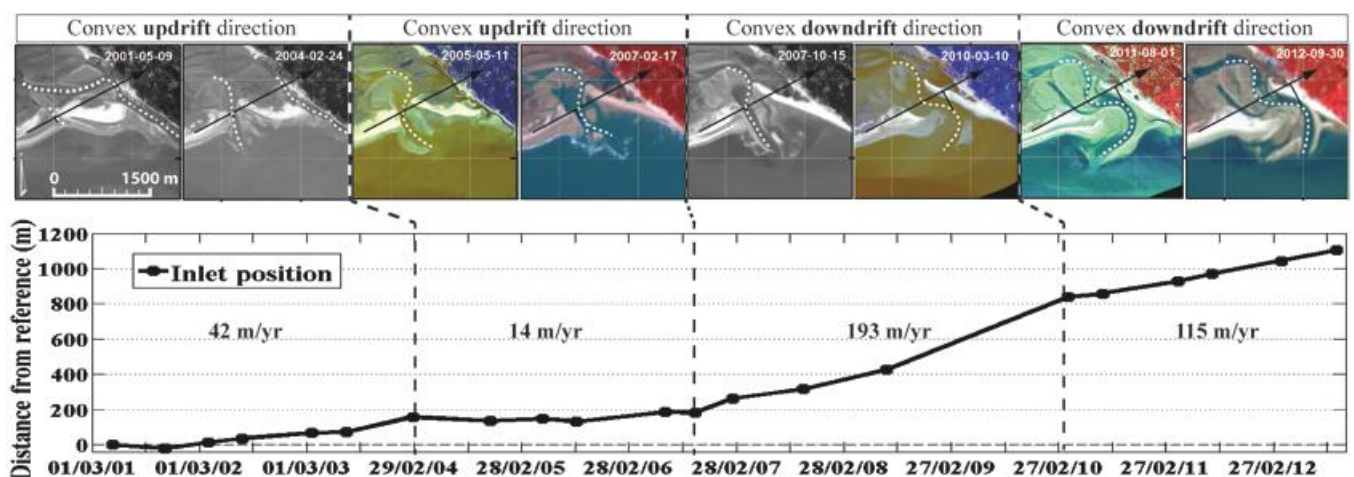 Convex updrift direction
Convex updrift direction
Convex downdrift direction
Convex downdrift direction
2001-05-09
2004-02-24
2005-05-11
2007-02-17
2007-10-15
2010-03-10
2011-08-01
2012-09-30
0 1500 m
Distance from reference (m)
1200
1000
800
600
400
200
0
Inlet position
42 m/yr
14 m/yr
193 m/yr
115 m/yr
01/03/01 01/03/02 01/03/03 29/02/04 28/02/05 28/02/06 28/02/07 28/02/08 27/02/09 27/02/10 27/02/11 27/02/12